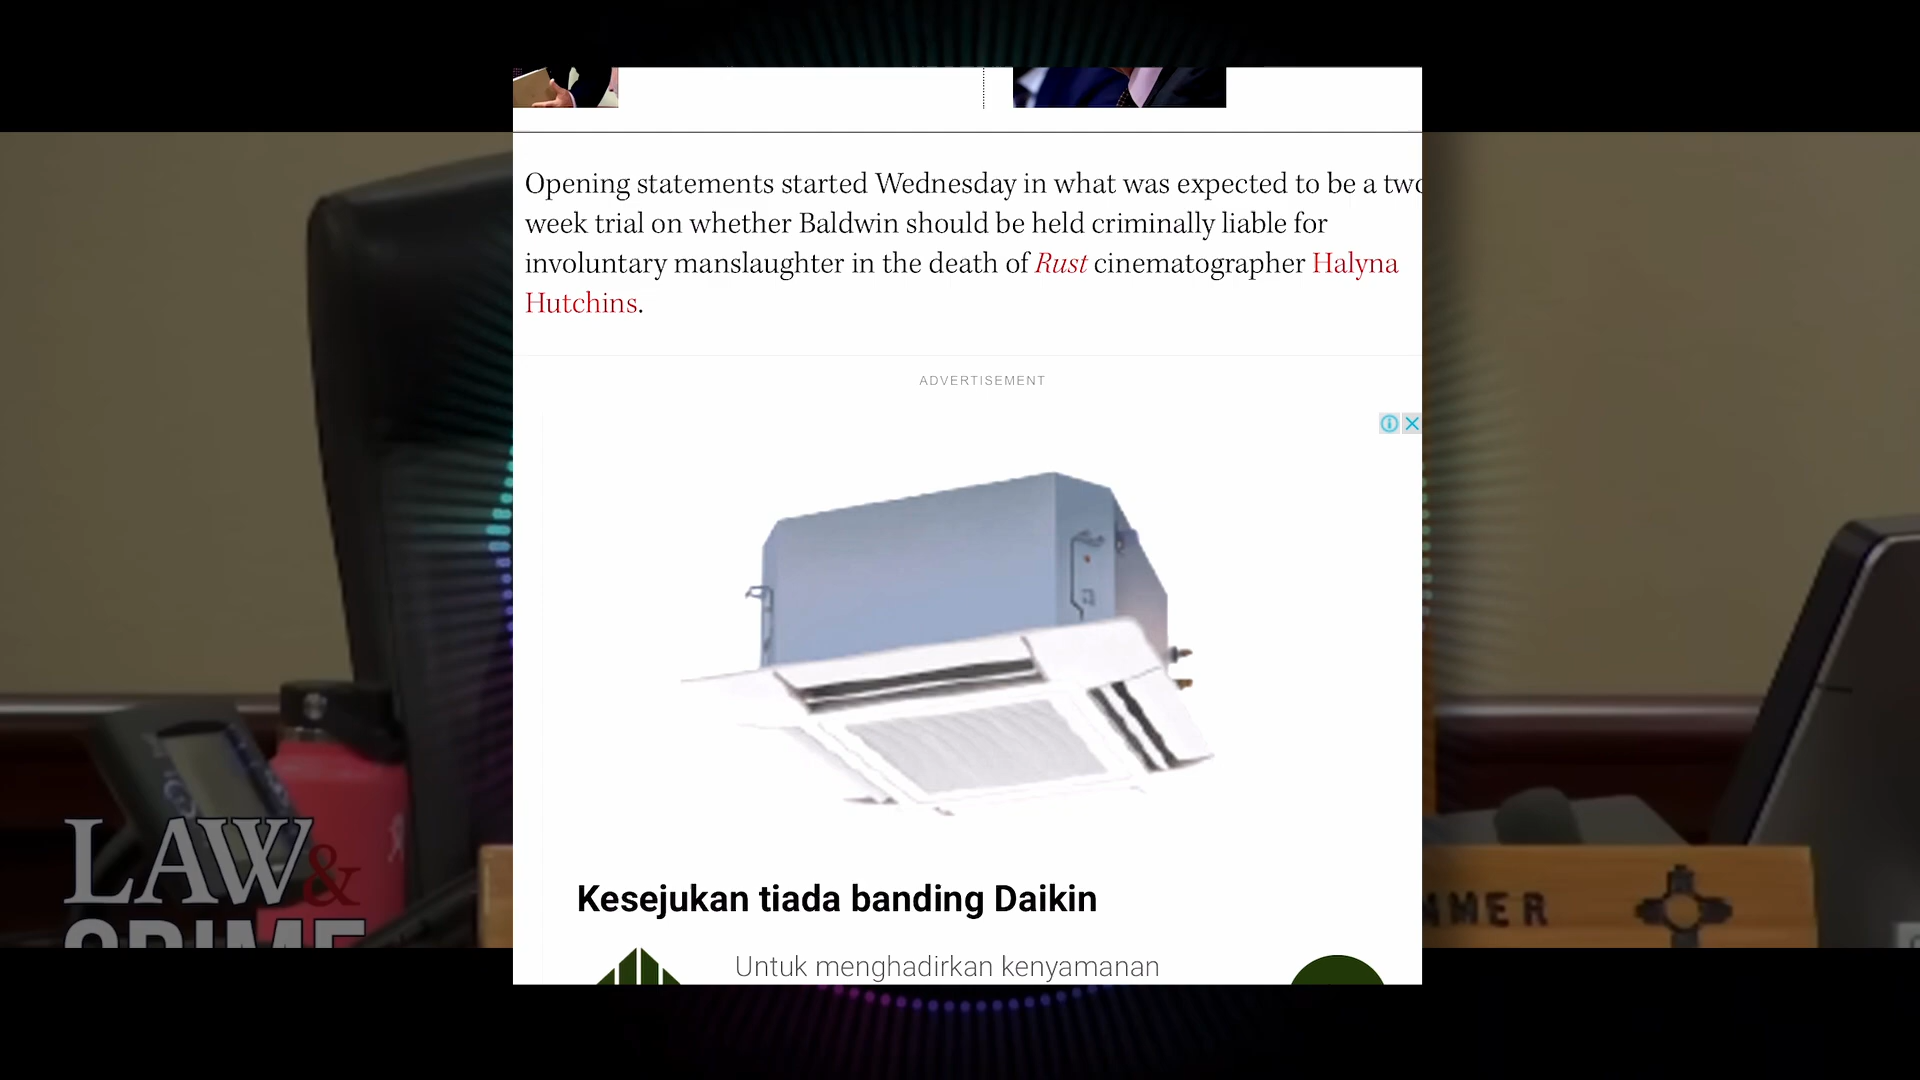 Opening statements started Wednesday in what was expected to be a two
week trial on whether Baldwin should be held criminally liable for
involuntary manslaughter in the death of Rust cinematographer Halyna
Hutchins.
ADVERTISEMENT
Kesejukan tiada banding Daikin
Untuk menghadirkan kenyamanan
LAW&
CRIME
MMER